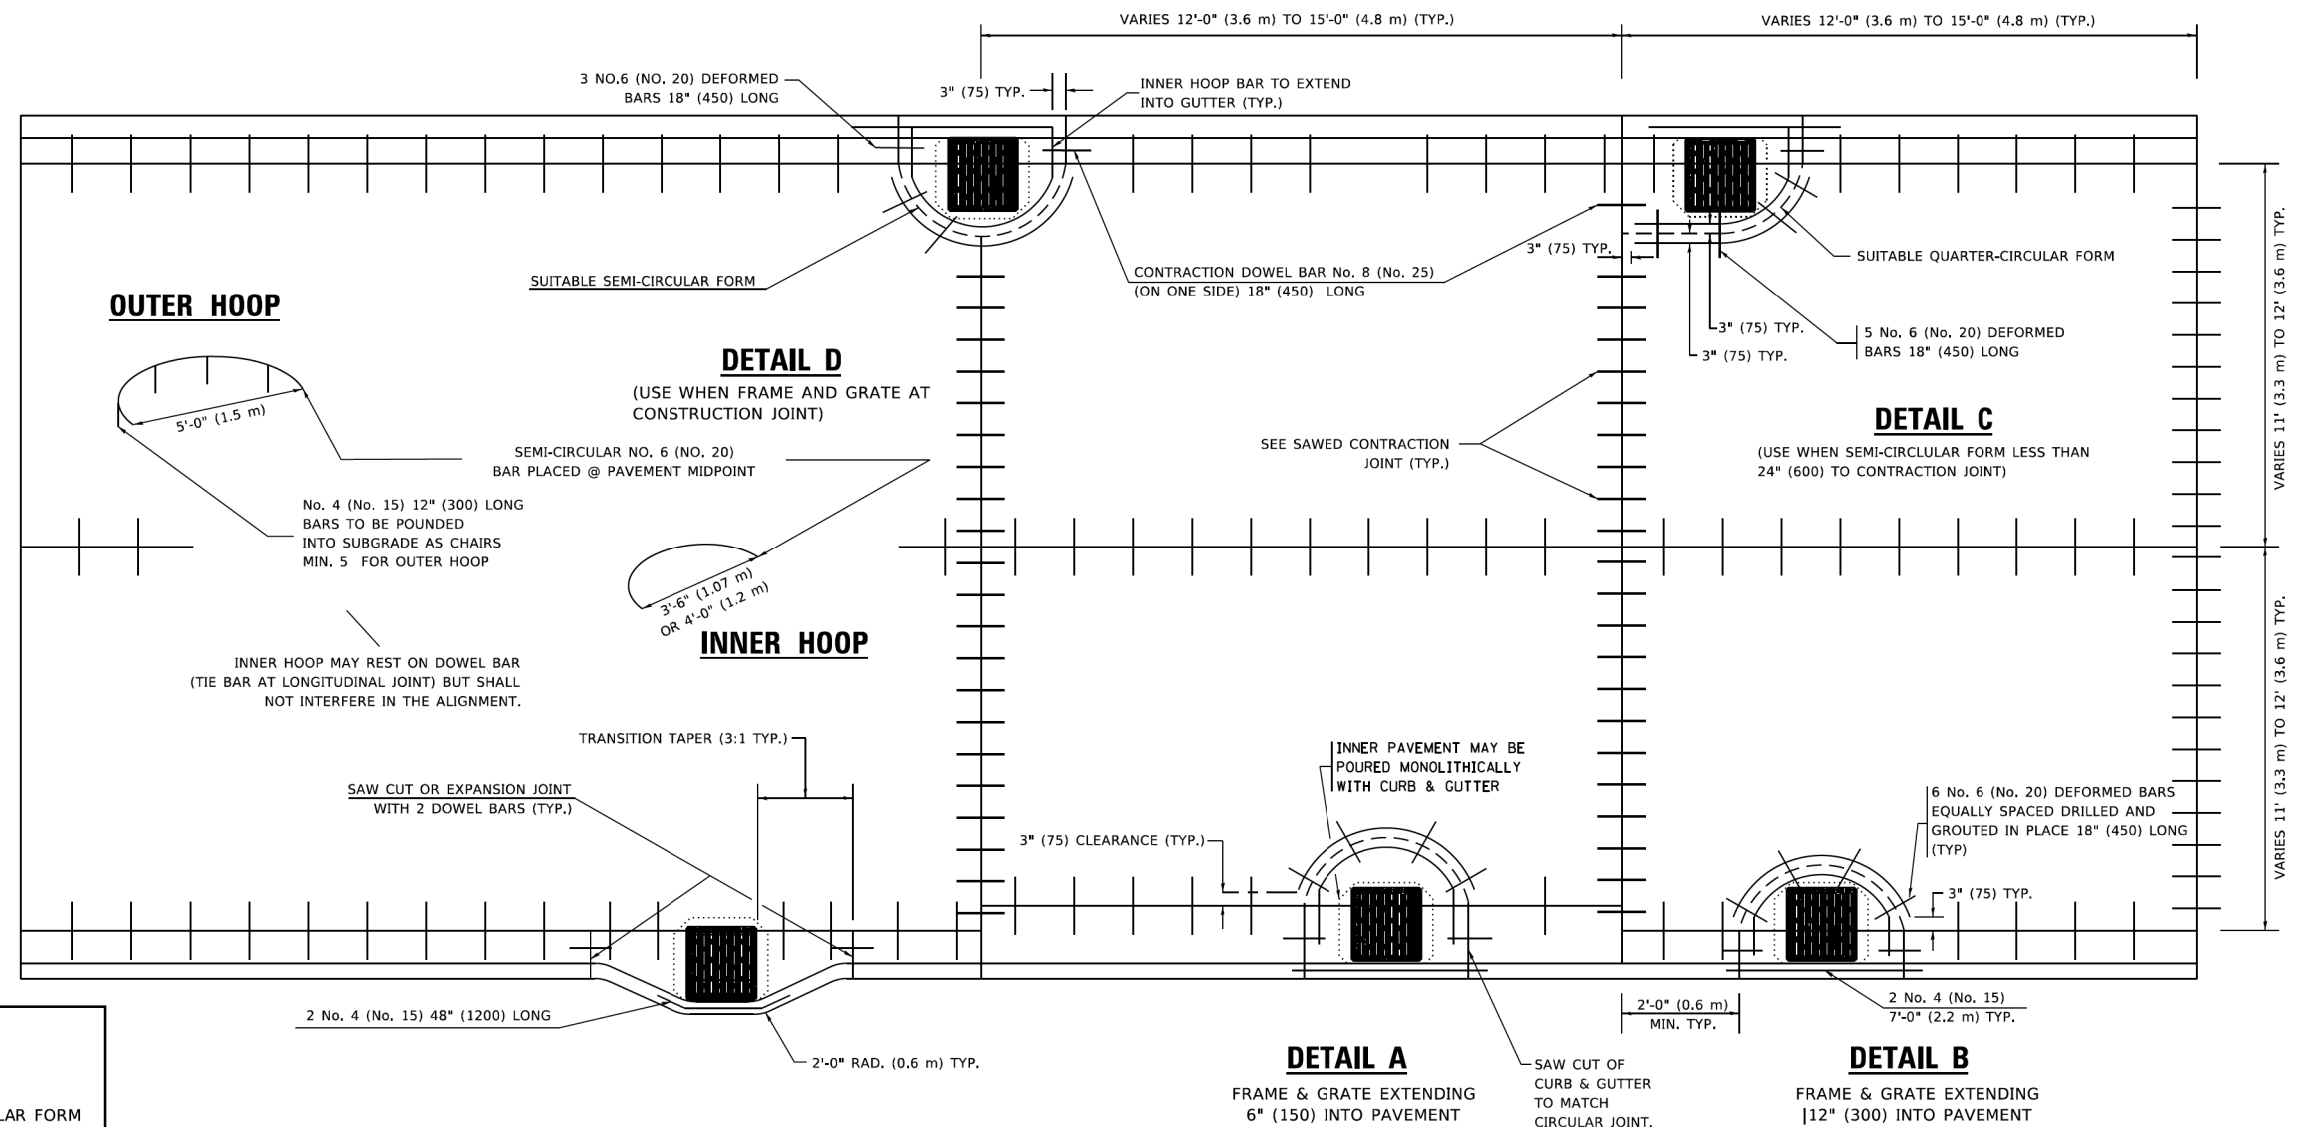 VARIES 12'-0" (3.6 m) TO 15'-0" (4.8 m) (TYP.)
VARIES 12'-0" (3.6 m) TO 15'-0" (4.8 m) (TYP.)
3 NO.6 (NO. 20) DEFORMED
BARS 18" (450) LONG
3" (75) TYP.
INNER HOOP BAR TO EXTEND
INTO GUTTER (TYP.)
SUITABLE SEMI-CIRCULAR FORM
CONTRACTION DOWEL BAR No. 8 (No. 25)
(ON ONE SIDE) 18" (450) LONG
3" (75) TYP.
SUITABLE QUARTER-CIRCULAR FORM
3" (75) TYP.
3" (75) TYP.
5 No. 6 (No. 20) DEFORMED
BARS 18" (450) LONG
VARIES 11' (3.3 m) TO 12' (3.6 m) TYP.
OUTER HOOP
5'-0" (1.5 m)
DETAIL D
(USE WHEN FRAME AND GRATE AT
CONSTRUCTION JOINT)
SEMI-CIRCULAR NO. 6 (NO. 20)
BAR PLACED @ PAVEMENT MIDPOINT
SEE SAWED CONTRACTION
JOINT (TYP.)
DETAIL C
(USE WHEN SEMI-CIRCLULAR FORM LESS THAN
24" (600) TO CONTRACTION JOINT)
No. 4 (No. 15) 12" (300) LONG
BARS TO BE POUNDED
INTO SUBGRADE AS CHAIRS
MIN. 5 FOR OUTER HOOP
3'-6" (1.07 m)
OR 4'-0" (1.2 m)
INNER HOOP
INNER HOOP MAY REST ON DOWEL BAR
(TIE BAR AT LONGITUDINAL JOINT) BUT SHALL
NOT INTERFERE IN THE ALIGNMENT.
VARIES 11' (3.3 m) TO 12' (3.6 m) TYP.
TRANSITION TAPER (3:1 TYP.)
SAW CUT OR EXPANSION JOINT
WITH 2 DOWEL BARS (TYP.)
INNER PAVEMENT MAY BE
POURED MONOLITHICALLY
WITH CURB & GUTTER
3" (75) CLEARANCE (TYP.)
6 No. 6 (No. 20) DEFORMED BARS
EQUALLY SPACED DRILLED AND
GROUTED IN PLACE 18" (450) LONG
(TYP)
3" (75) TYP.
2 No. 4 (No. 15) 48" (1200) LONG
2'-0" RAD. (0.6 m) TYP.
2'-0" (0.6 m)
MIN. TYP.
2 No. 4 (No. 15)
7'-0" (2.2 m) TYP.
DETAIL A
FRAME & GRATE EXTENDING
6" (150) INTO PAVEMENT
SAW CUT OF
CURB & GUTTER
TO MATCH
CIRCULAR JOINT.
DETAIL B
FRAME & GRATE EXTENDING
12" (300) INTO PAVEMENT
LAR FORM